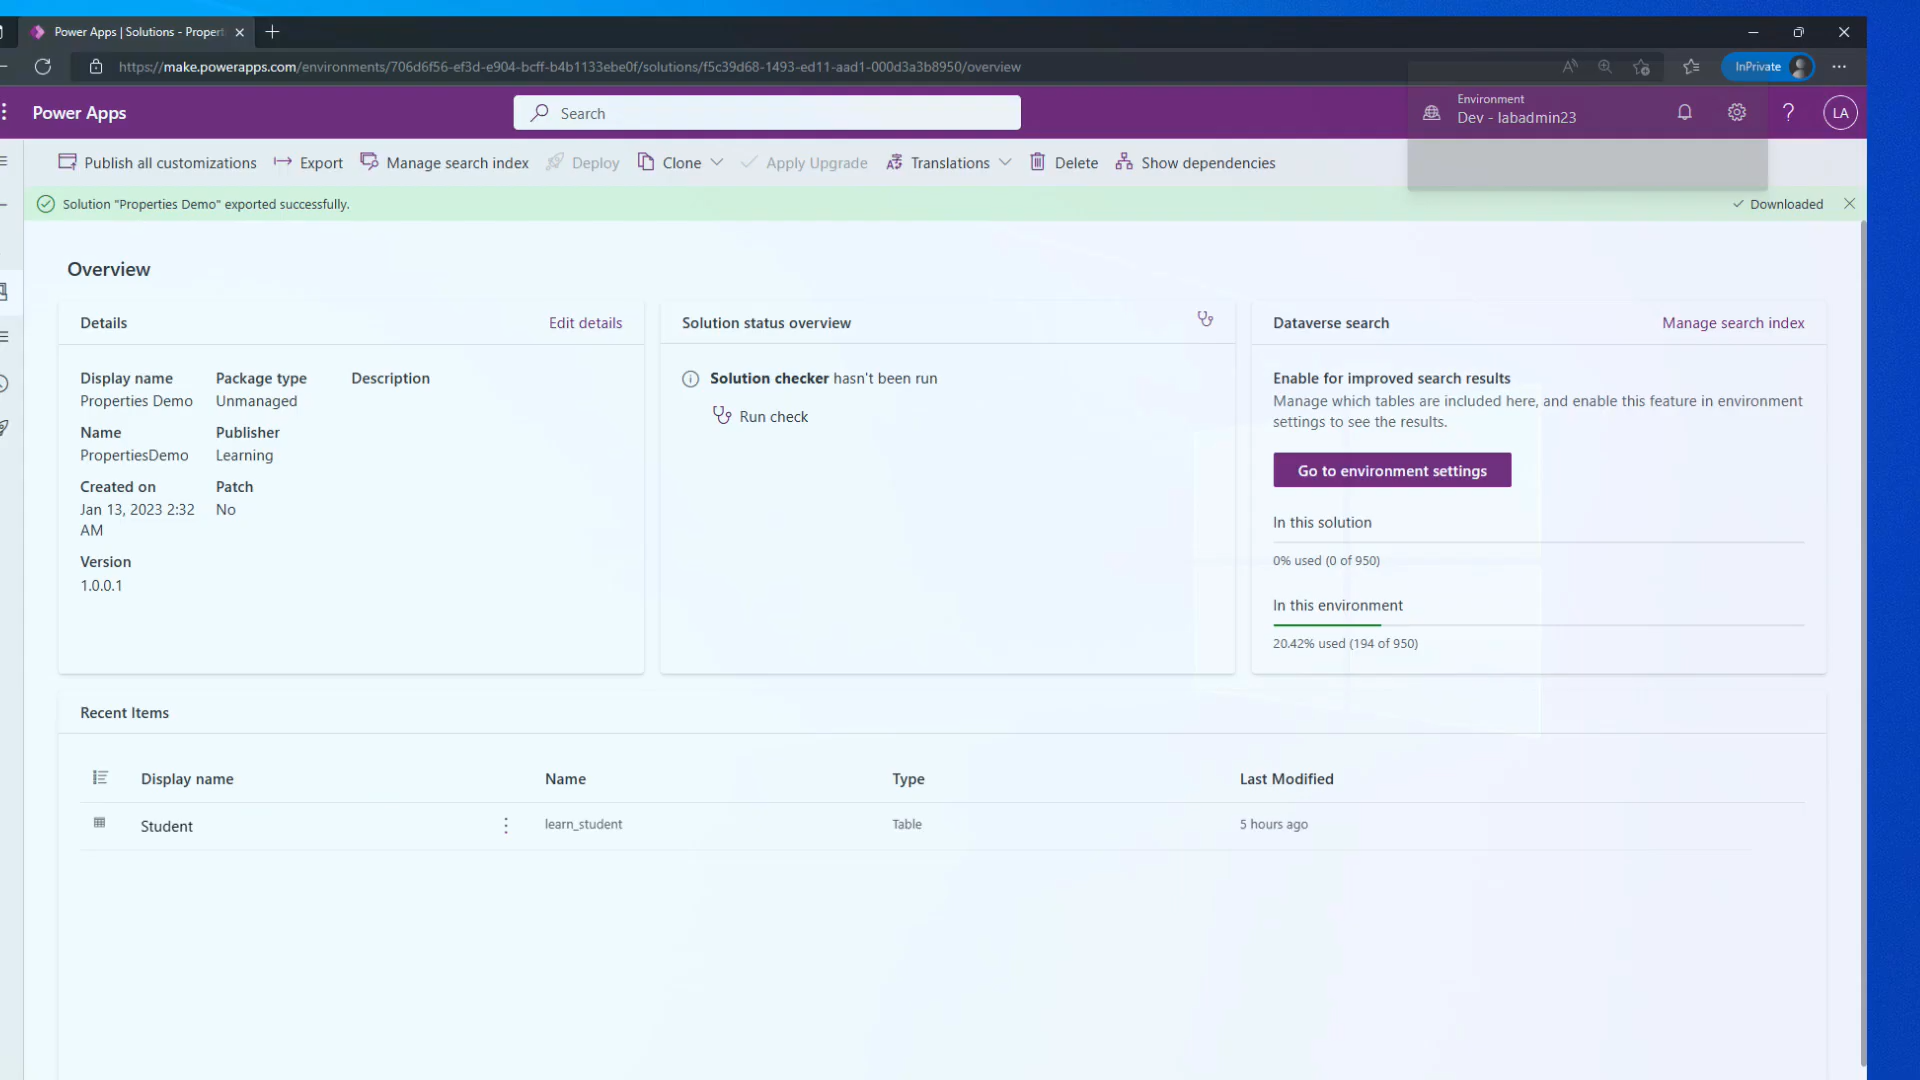 Power Apps | Solutions - Propert
https://make.powerapps.com/environments/706d6f56-ef3d-e904-bcff-b4b1133ebe0f/solutions/f5c39d68-1493-ed11-aad1-000d3a3b8950/overview
InPrivate
Power Apps
Search
Environment
Dev - labadmin23
LA
Publish all customizations
Export
Manage search index
Deploy
Clone
Apply Upgrade
Translations
Delete
Show dependencies
Solution "Properties Demo" exported successfully.
Downloaded
Overview
Details
Edit details
Display name
Package type
Description
Properties Demo
Unmanaged
Name
Publisher
PropertiesDemo
Learning
Created on
Patch
Jan 13, 2023 2:32
No
AM
Version
1.0.0.1
Solution status overview
Solution checker hasn't been run
Run check
Dataverse search
Manage search index
Enable for improved search results
Manage which tables are included here, and enable this feature in environment
settings to see the results.
Go to environment settings
In this solution
0% used (0 of 950)
In this environment
20.42% used (194 of 950)
Recent Items
Display name
Name
Type
Last Modified
Student
learn_student
Table
5 hours ago